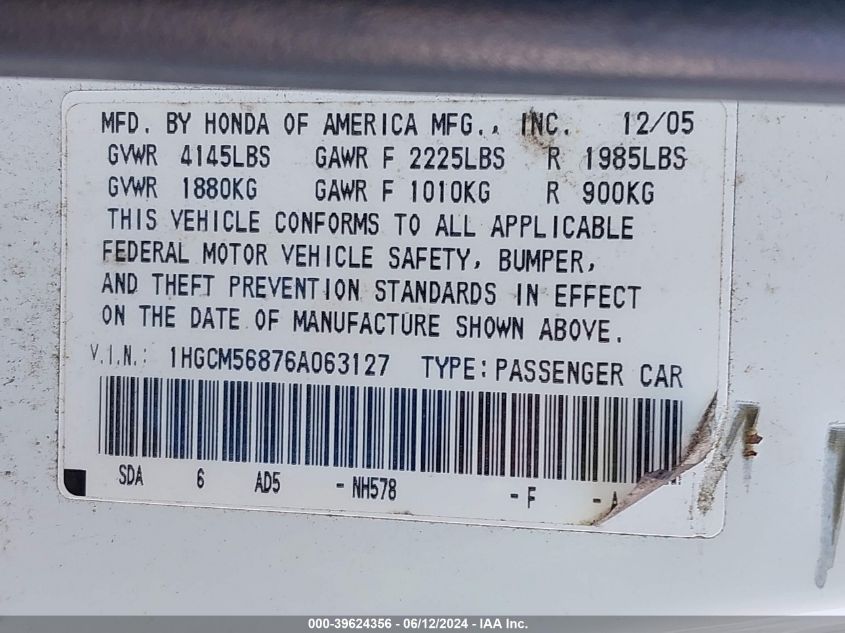 MFD. BY HONDA OF AMERICA MFG., INC. 12/05
GVWR 4145LBS GAWR F 2225LBS R 1985LBS
GVWR 1880KG GAWR F 1010KG R 900KG
THIS VEHICLE CONFORMS TO ALL APPLICABLE
FEDERAL MOTOR VEHICLE SAFETY, BUMPER,
AND THEFT PREVENTION STANDARDS IN EFFECT
ON THE DATE OF MANUFACTURE SHOWN ABOVE.
V.I.N.: 1HGCM56876A063127 TYPE: PASSENGER CAR
SDA 6 AD5 -NH578 -F -A
000-39624356 - 06/12/2024 - IAA Inc.